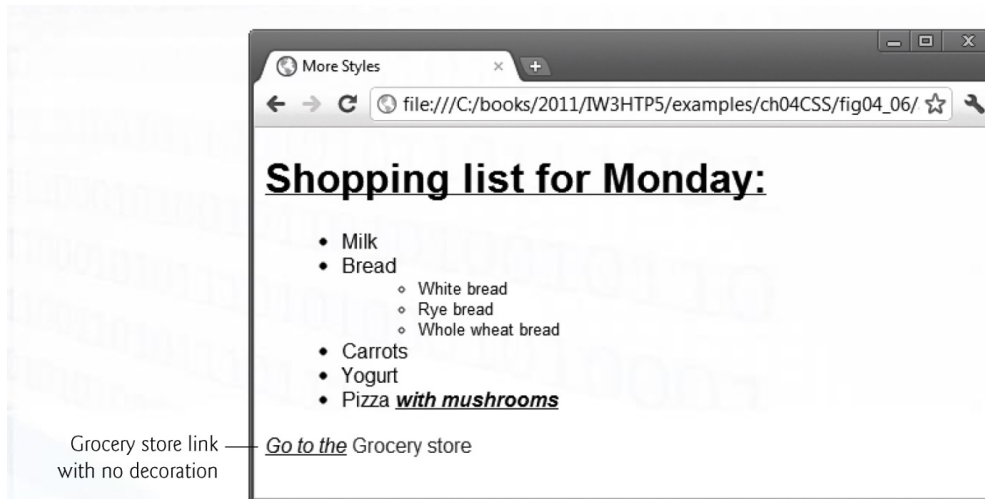 More Styles
file:///C:/books/2011/IW3HTP5/examples/ch04CSS/fig04_06/
Shopping list for Monday:
• Milk
• Bread
◦ White bread
◦ Rye bread
◦ Whole wheat bread
• Carrots
• Yogurt
• Pizza with mushrooms
Go to the Grocery store
Grocery store link
with no decoration